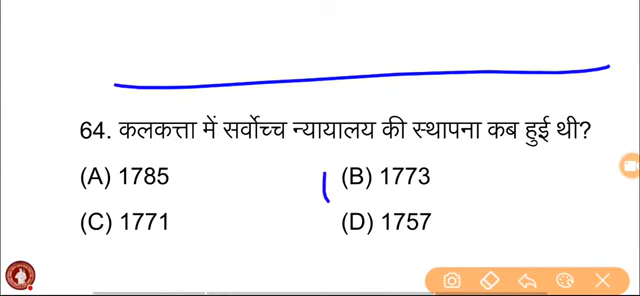 64. कलकत्ता में सर्वोच्च न्यायालय की स्थापना कब हुई थी?
(A) 1785 (B) 1773
(C) 1771 (D) 1757